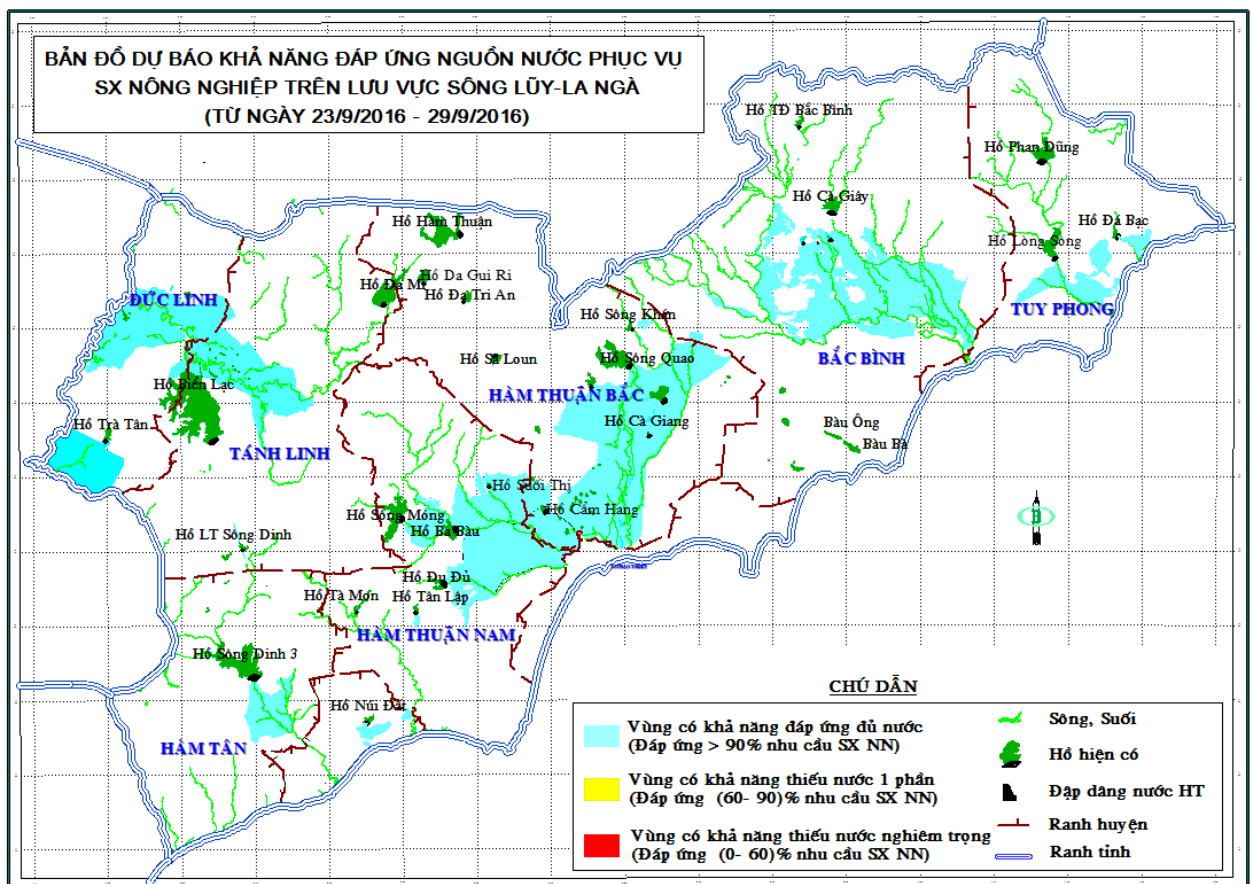 BẢN ĐỒ DỰ BÁO KHẢ NĂNG ĐÁP ỨNG NGUỒN NƯỚC PHỤC VỤ
SX NÔNG NGHIỆP TRÊN LƯU VỰC SÔNG LŨY-LA NGÀ
(TỪ NGÀY 23/9/2016 - 29/9/2016)
Hồ TĐ Bắc Bình
Hồ Phan Dũng
Hồ Cà Giây
Hồ Đá Bạc
Hồ Lòng Sông
Hồ Hàm Thuận
Hồ Đa Gui Ri
Hồ Đa Mi
Hồ Đa Tri An
ĐỨC LINH
TUY PHONG
Hồ Sông Khán
BẮC BÌNH
Hồ Sa Loun
Hồ Sông Quao
Hồ Biển Lạc
HÀM THUẬN BẮC
Hồ Trà Tân
Hồ Cà Giang
Bàu Ông
Bàu Bà
TÁNH LINH
Hồ Suối Thị
Hồ Sông Móng
Hồ Cẩm Hang
Hồ Ba Bàu
Hồ LT Sông Dinh
Hồ Đu Đủ
Hồ Tà Mon
Hồ Tân Lập
HÀM THUẬN NAM
Hồ Sông Dinh 3
Hồ Núi Đất
HÀM TÂN
CHÚ DẪN
Vùng có khả năng đáp ứng đủ nước
(Đáp ứng > 90% nhu cầu SX NN)
Vùng có khả năng thiếu nước 1 phần
(Đáp ứng (60- 90)% nhu cầu SX NN)
Vùng có khả năng thiếu nước nghiêm trọng
(Đáp ứng (0- 60)% nhu cầu SX NN)
Sông, Suối
Hồ hiện có
Đập dâng nước HT
Ranh huyện
Ranh tỉnh